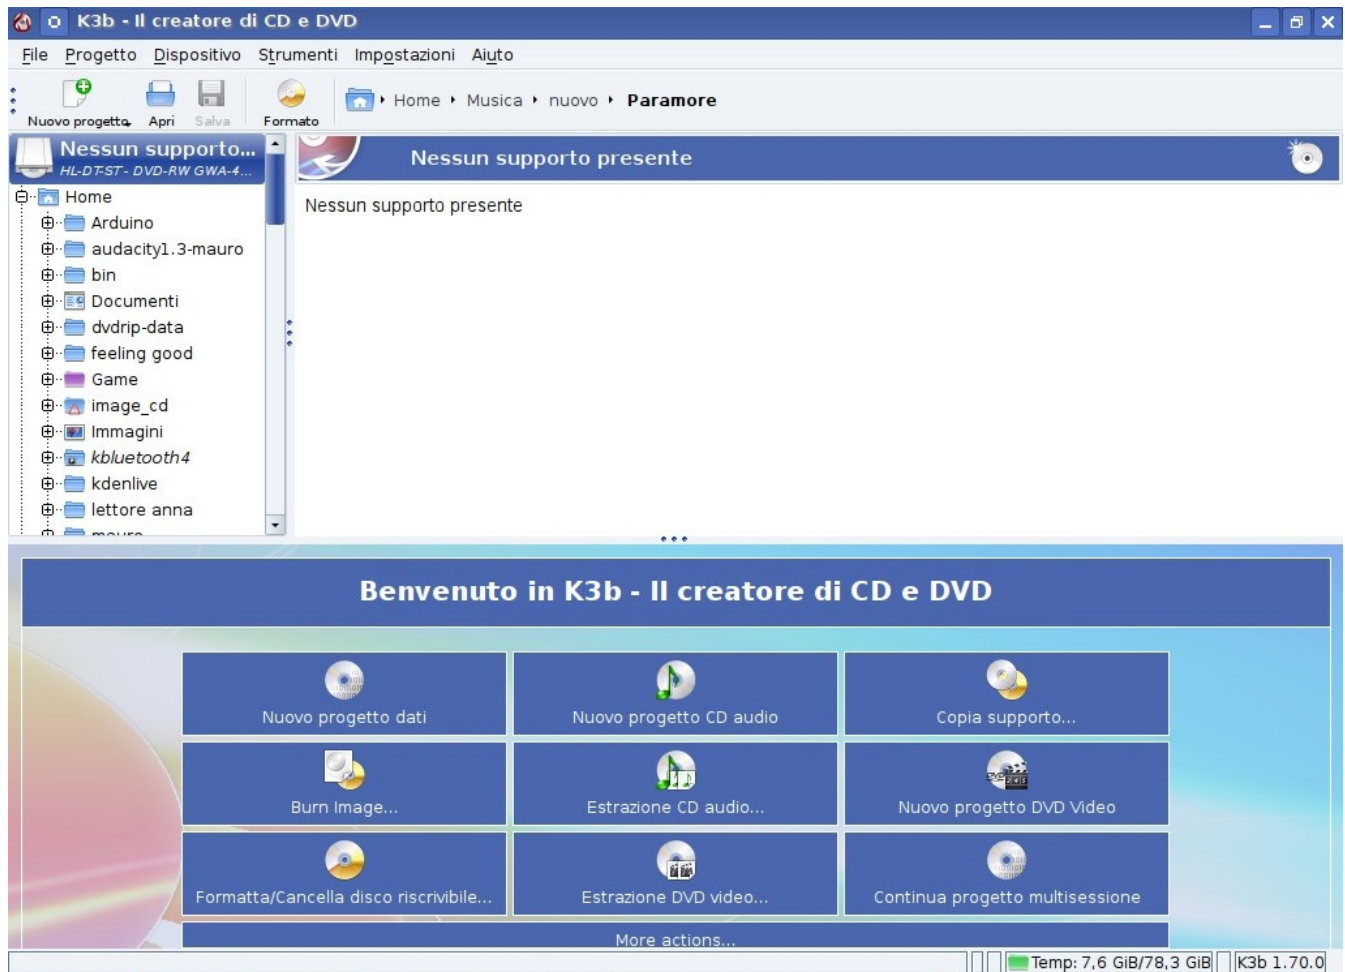 K3b - Il creatore di CD e DVD
File Progetto Dispositivo Strumenti Impostazioni Aiuto
Nuovo progetto Apri Salva Formato
Home Musica nuovo Paramore
Nessun supporto...
HL-DT-ST - DVD-RW GWA-4...
Nessun supporto presente
Nessun supporto presente
Home
Arduino
audacity1.3-mauro
bin
Documenti
dvdrip-data
feeling good
Game
image_cd
Immagini
kbluetooth4
kdenlive
lettore anna
mauro
Benvenuto in K3b - Il creatore di CD e DVD
Nuovo progetto dati
Nuovo progetto CD audio
Copia supporto...
Burn Image...
Estrazione CD audio...
Nuovo progetto DVD Video
Formatta/Cancella disco riscrivibile...
Estrazione DVD video...
Continua progetto multisessione
More actions...
Temp: 7,6 GiB/78,3 GiB
K3b 1.70.0